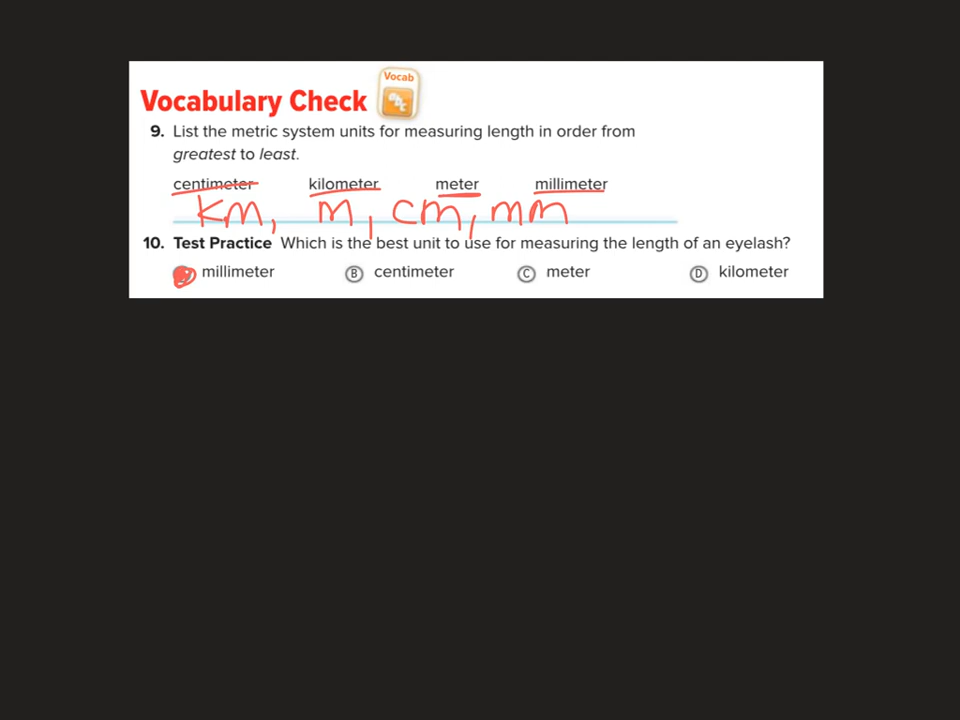 Vocab
Vocabulary Check
9. List the metric system units for measuring length in order from
greatest to least.
centimeter kilometer meter millimeter
km, m, cm, mm
10. Test Practice Which is the best unit to use for measuring the length of an eyelash?
millimeter B centimeter C meter D kilometer